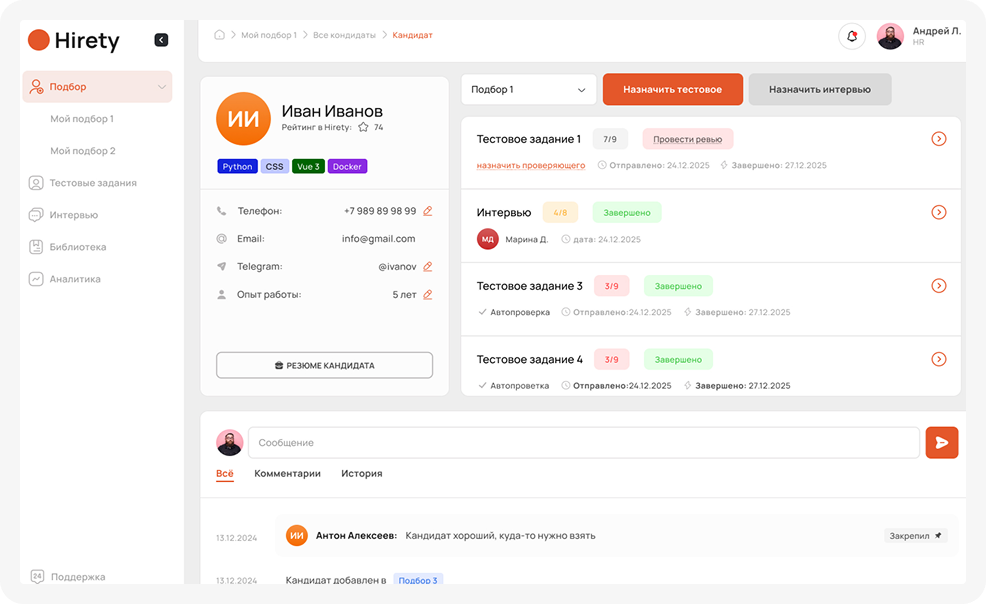 Hirety
Подбор
Мой подбор 1
Мой подбор 2
Тестовые задания
Интервью
Библиотека
Аналитика
24 Поддержка
Мой подбор 1 Все кондидаты Кандидат
Андрей Л.
HR
ИИ
Иван Иванов
Рейтинг в Hirety: 74
Python CSS Vue 3 Docker
Телефон: +7 989 89 98 99
Email: info@gmail.com
Telegram: @ivanov
Опыт работы: 5 лет
РЕЗЮМЕ КАНДИДАТА
Подбор 1 Назначить тестовое Назначить интервью
Тестовое задание 1 7/9 Провести ревью
назначить проверяющего Отправлено: 24.12.2025 Завершено: 27.12.2025
Интервью 4/8 Завершено
МД Марина Д. дата: 24.12.2025
Тестовое задание 3 3/9 Завершено
Автопроверка Отправлено:24.12.2025 Завершено: 27.12.2025
Тестовое задание 4 3/9 Завершено
Автопроветка Отправлено:24.12.2025 Завершено: 27.12.2025
Сообщение
Всё Комментарии История
13.12.2024 ИИ Антон Алексеев: Кандидат хороший, куда-то нужно взять Закрепил
13.12.2024 Кандидат добавлен в Подбор 3